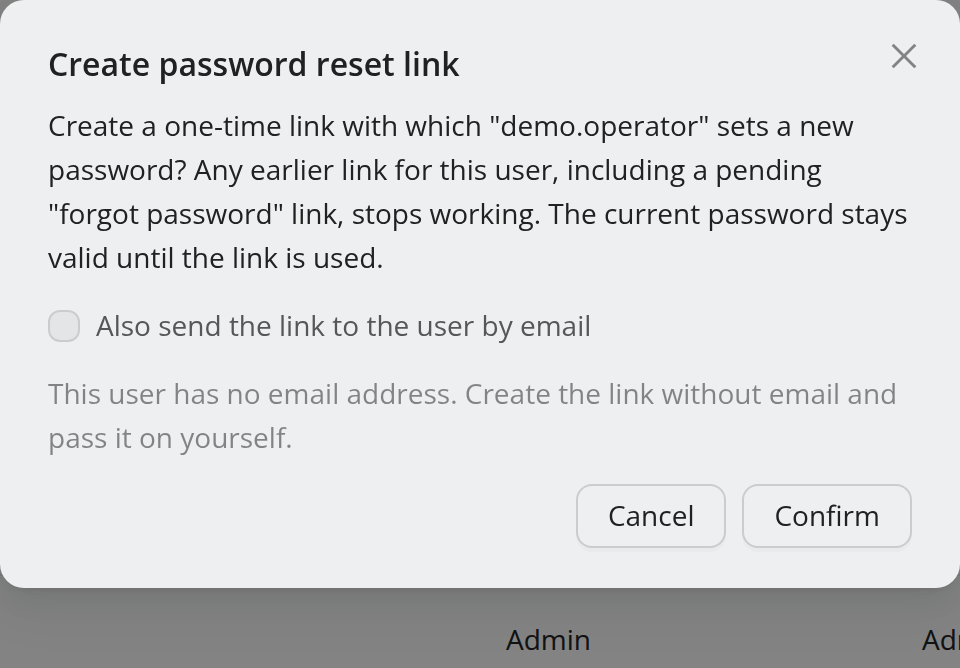 Create password reset link
Create a one-time link with which "demo.operator" sets a new
password? Any earlier link for this user, including a pending
"forgot password" link, stops working. The current password stays
valid until the link is used.
Also send the link to the user by email
This user has no email address. Create the link without email and
pass it on yourself.
Cancel Confirm
Admin